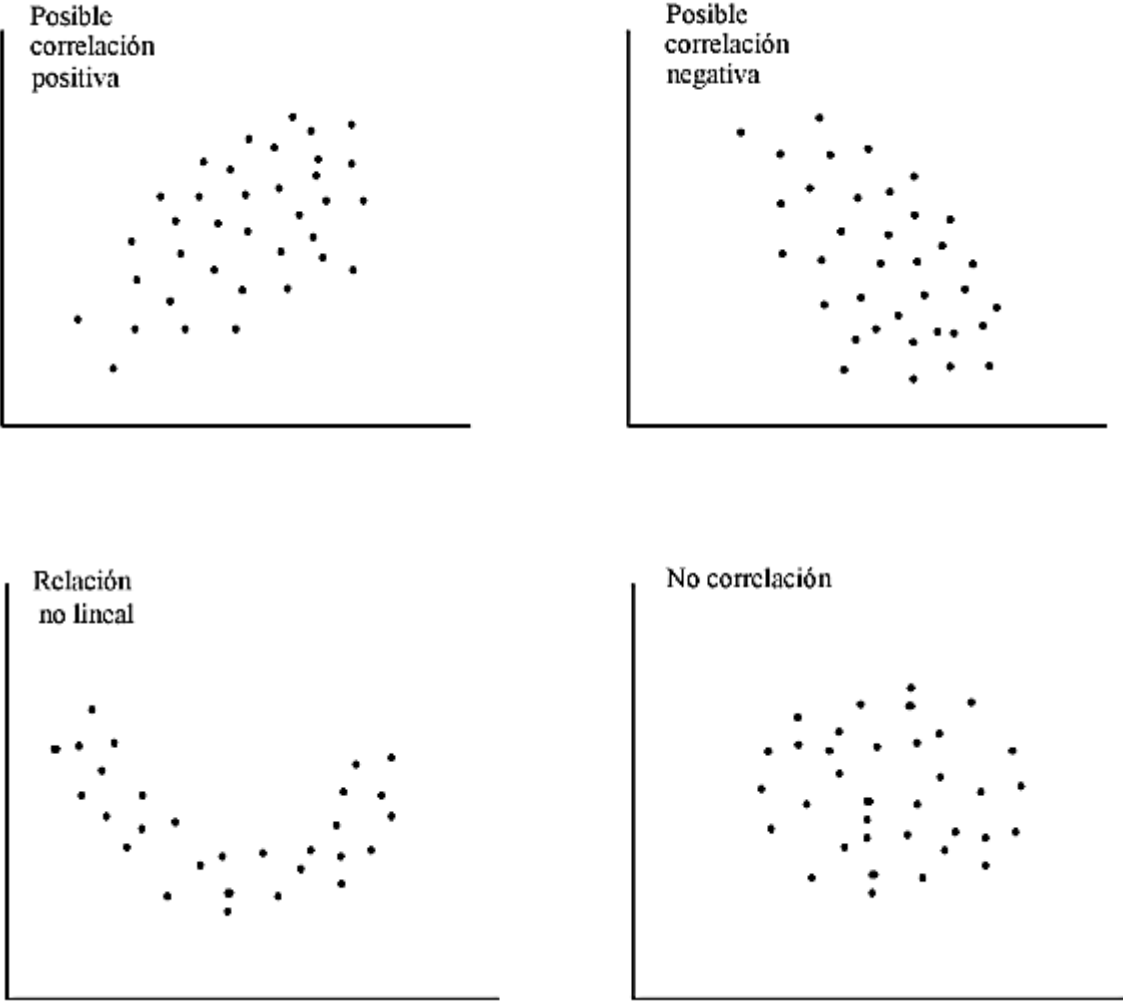 Posible
correlación
positiva
Posible
correlación
negativa
Relación
no lineal
No correlación